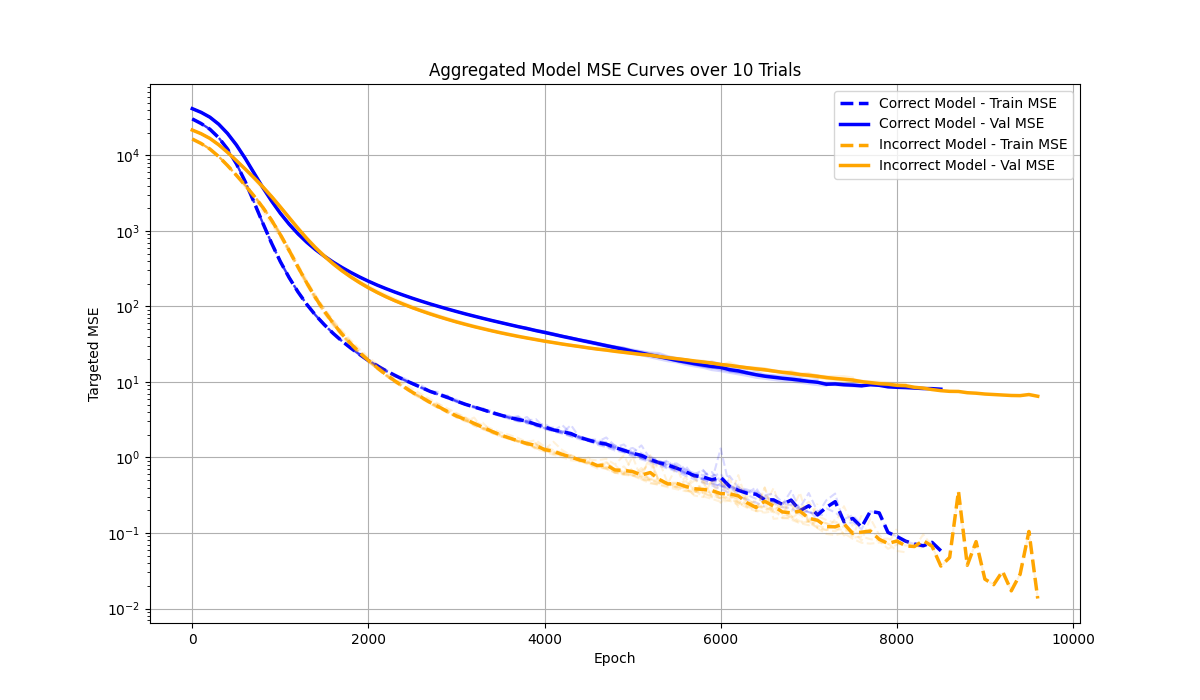 Aggregated Model MSE Curves over 10 Trials
Correct Model - Train MSE
Correct Model - Val MSE
Incorrect Model - Train MSE
Incorrect Model - Val MSE
Targeted MSE
10⁴
10³
10²
10¹
10⁰
10⁻¹
10⁻²
0 2000 4000 6000 8000 10000
Epoch